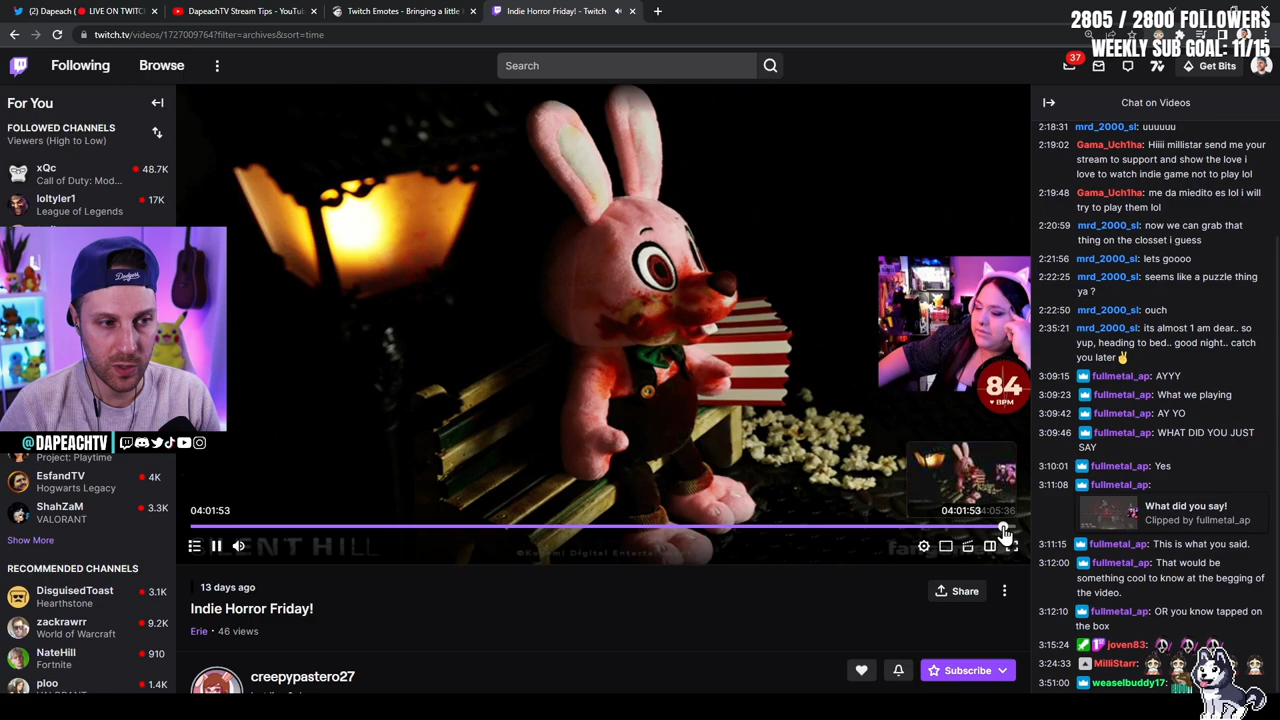 (2) Dapeach (🔴 LIVE ON TWITC
DapeachTV Stream Tips - YouTu
Twitch Emotes - Bringing a little
Indie Horror Friday! - Twitch
twitch.tv/videos/1727009764?filter=archives&sort=time
2805 / 2800 FOLLOWERS
WEEKLY SUB GOAL: 11/15
Following
Browse
Search
37
Get Bits
For You
FOLLOWED CHANNELS
Viewers (High to Low)
xQc
48.7K
Call of Duty: Mod...
loltyler1
17K
League of Legends
Dodgers
@DAPEACHTV
Project: Playtime
EsfandTV
4K
Hogwarts Legacy
ShahZaM
3.3K
VALORANT
Show More
RECOMMENDED CHANNELS
DisguisedToast
3.1K
Hearthstone
zackrawrr
9.2K
World of Warcraft
NateHill
910
Fortnite
ploo
1.4K
VALORANT
84
BPM
04:01:53
04:01:53
4:05:36
SILENT HILL
©Konami Digital Entertainment
13 days ago
Share
Indie Horror Friday!
Erie · 46 views
creepypastero27
Subscribe
Chat on Videos
2:18:31 mrd_2000_sl: uuuuuu
2:19:02 Gama_Uch1ha: Hiiii millistar send me your
stream to support and show the love i
love to watch indie game not to play lol
2:19:48 Gama_Uch1ha: me da miedito es lol i will
try to play them lol
2:20:59 mrd_2000_sl: now we can grab that
thing on the closset i guess
2:21:56 mrd_2000_sl: lets goooo
2:22:25 mrd_2000_sl: seems like a puzzle thing
ya ?
2:22:50 mrd_2000_sl: ouch
2:35:21 mrd_2000_sl: its almost 1 am dear.. so
yup, heading to bed.. good night.. catch
you later✌
3:09:15 fullmetal_ap: AYYY
3:09:23 fullmetal_ap: What we playing
3:09:42 fullmetal_ap: AY YO
3:09:46 fullmetal_ap: WHAT DID YOU JUST
SAY
3:10:01 fullmetal_ap: Yes
3:11:08 fullmetal_ap:
What did you say!
Clipped by fullmetal_ap
3:11:15 fullmetal_ap: This is what you said.
3:12:00 fullmetal_ap: That would be
something cool to know at the begging of
the video.
3:12:10 fullmetal_ap: OR you know tapped on
the box
3:15:24 joven83:
3:24:33 MilliStarr:
3:51:00 weaselbuddy17: